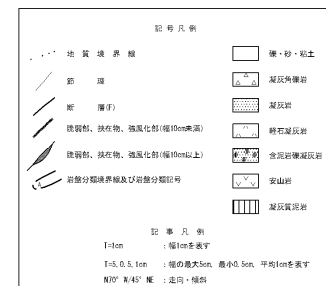 記号凡例
地質境界線
節理
断層(F)
脆弱部、挟在物、強風化部(幅10cm未満)
脆弱部、挟在物、強風化部(幅10cm以上)
A
岩盤分類境界線及び岩盤分類記号
礫・砂・粘土
凝灰角礫岩
凝灰岩
軽石凝灰岩
含泥岩礫凝灰岩
安山岩
凝灰質泥岩
記事凡例
T=1cm :幅1cmを表す
T=5,0.5,1cm :幅の最大5cm、最小0.5cm、平均1cmを表す
N70°W/45°NE :走向・傾斜